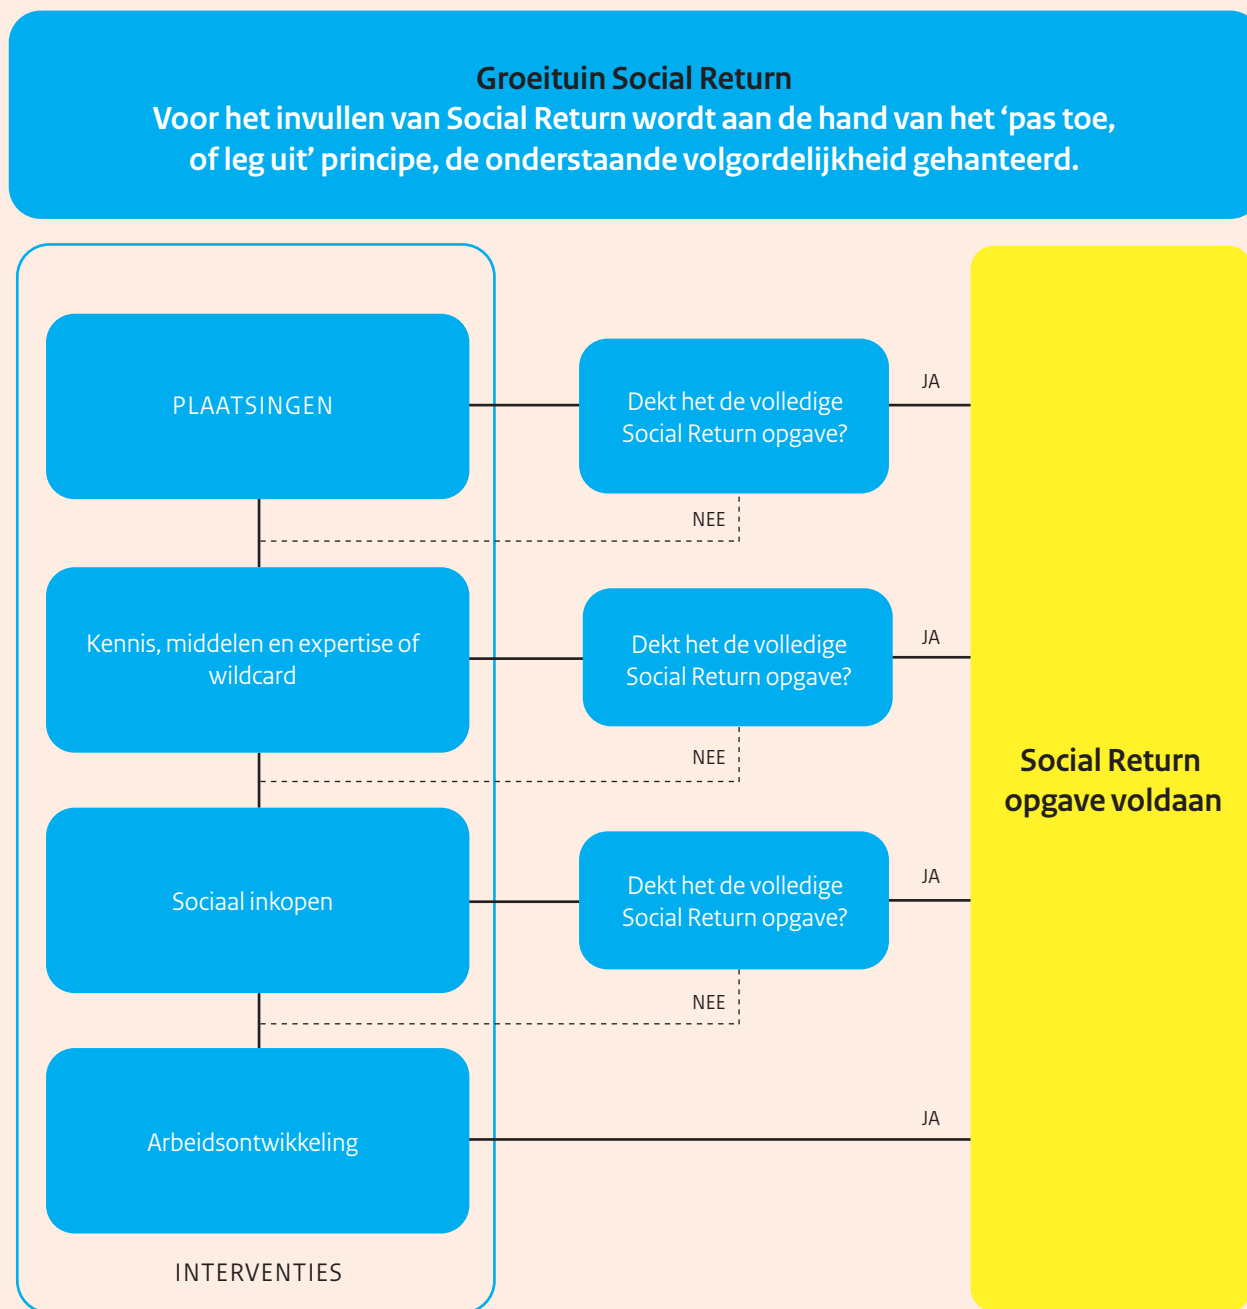 Groeituin Social Return
Voor het invullen van Social Return wordt aan de hand van het ‘pas toe,
of leg uit’ principe, de onderstaande volgordelijkheid gehanteerd.
PLAATSINGEN
Dekt het de volledige
Social Return opgave?
JA
NEE
Kennis, middelen en expertise of
wildcard
Dekt het de volledige
Social Return opgave?
JA
NEE
Sociaal inkopen
Dekt het de volledige
Social Return opgave?
JA
NEE
Arbeidsontwikkeling
JA
INTERVENTIES
Social Return
opgave voldaan